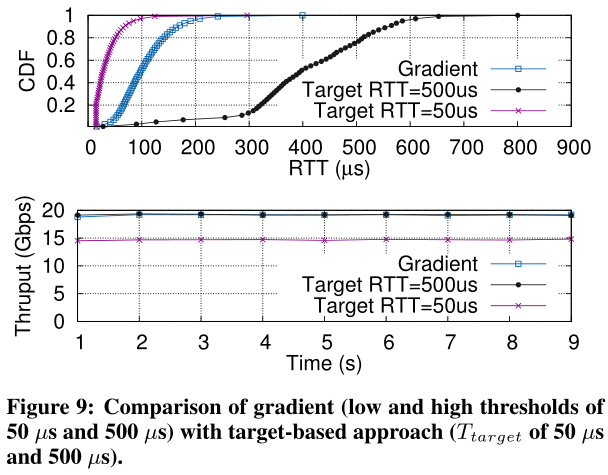 1
0.8
0.6
0.4
0.2
CDF
Gradient
Target RTT=500us
Target RTT=50us
0 100 200 300 400 500 600 700 800 900
RTT (μs)
20
15
10
5
0
Thruput (Gbps)
Gradient
Target RTT=500us
Target RTT=50us
1 2 3 4 5 6 7 8 9
Time (s)
Figure 9: Comparison of gradient (low and high thresholds of
50 μs and 500 μs) with target-based approach (T_target of 50 μs
and 500 μs).